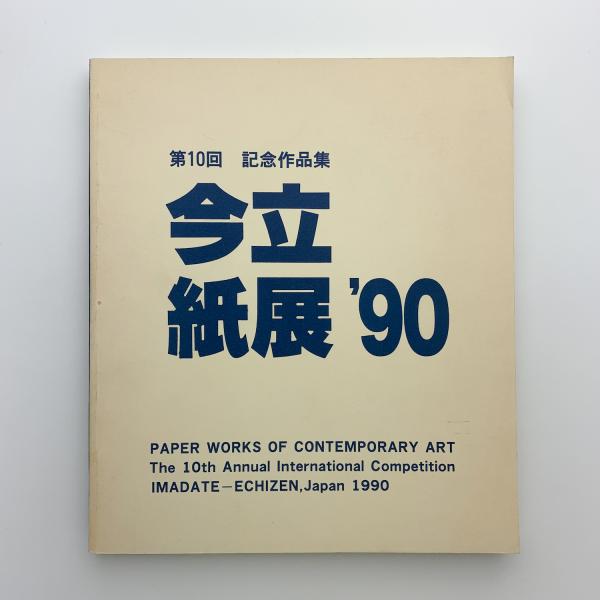 第10回 記念作品集
今立
紙展'90
PAPER WORKS OF CONTEMPORARY ART
The 10th Annual International Competition
IMADATE－ECHIZEN,Japan 1990